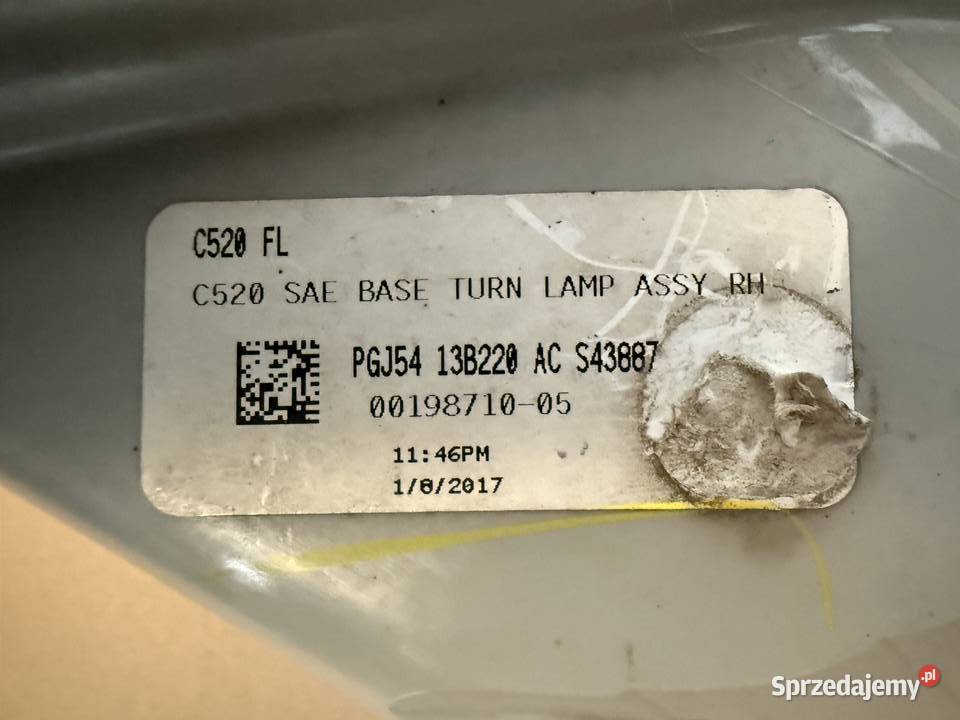 C520 FL
C520 SAE BASE TURN LAMP ASSY RH
PGJ54 13B220 AC S43887
00198710-05
11:46PM
1/8/2017
Sprzedajemy.pl